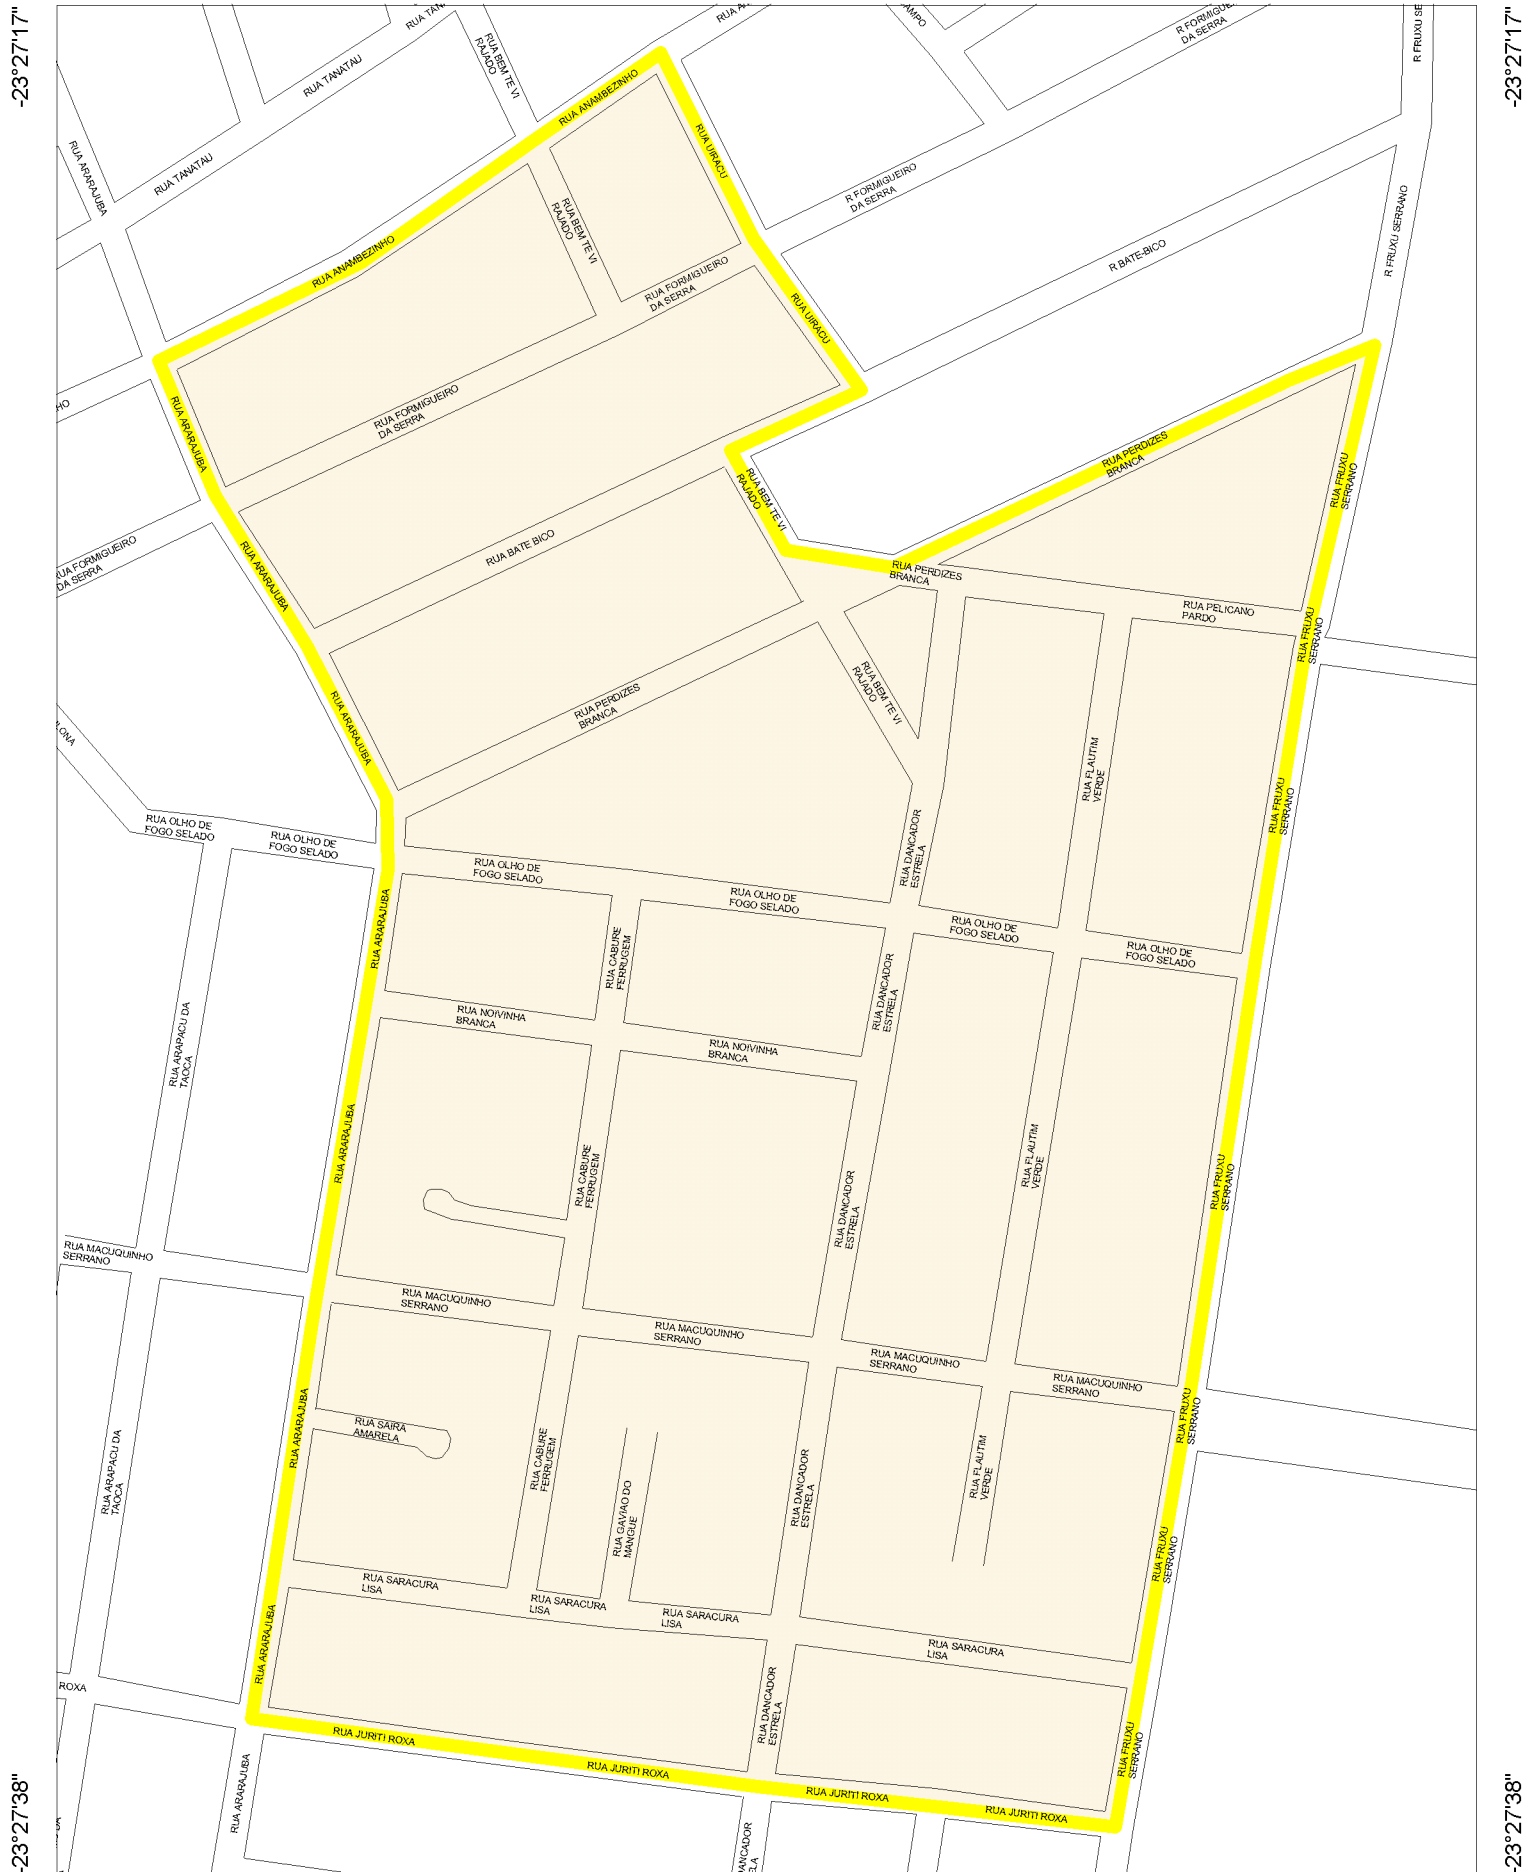 -23°27'17"
-23°27'17"
RUA TANATAU
RUA BEM TE VI
RAJADO
R FORMIGUE
DA SERRA
R FRUXU SE
RUA ANAMBEZINHO
RUA ARARAJUBA
RUA TANATAU
RUA UIRACU
R FORMIGUEIRO
DA SERRA
R FRUXU SERRANO
RUA BEM TE VI
RAJADO
RUA ANAMBEZINHO
R BATE-BICO
RUA FORMIGUEIRO
DA SERRA
RUA UIRACU
HO
RUA ARARAJUBA
RUA FORMIGUEIRO
DA SERRA
RUA PERDIZES
BRANCA
RUA FRUXU
SERRANO
RUA BEM TE VI
RAJADO
RUA BATE BICO
UA FORMIGUEIRO
DA SERRA
RUA ARARAJUBA
RUA PERDIZES
BRANCA
RUA PELICANO
PARDO
RUA FRUXU
SERRANO
RUA BEM TE VI
RAJADO
RUA PERDIZES
BRANCA
RUA ARARAJUBA
LONA
RUA FLAUTIM
VERDE
RUA FRUXU
SERRANO
RUA OLHO DE
FOGO SELADO
RUA OLHO DE
FOGO SELADO
RUA DANCADOR
ESTRELA
RUA OLHO DE
FOGO SELADO
RUA OLHO DE
FOGO SELADO
RUA OLHO DE
FOGO SELADO
RUA OLHO DE
FOGO SELADO
RUA ARARAJUBA
RUA CABURE
FERRUGEM
RUA DANCADOR
ESTRELA
RUA NOIVINHA
BRANCA
RUA NOIVINHA
BRANCA
RUA ARAPACU DA
TAOCA
RUA ARARAJUBA
RUA CABURE
FERRUGEM
RUA FLAUTIM
VERDE
RUA FRUXU
SERRANO
RUA DANCADOR
ESTRELA
RUA MACUQUINHO
SERRANO
RUA MACUQUINHO
SERRANO
RUA MACUQUINHO
SERRANO
RUA MACUQUINHO
SERRANO
RUA MACUQUINHO
SERRANO
RUA ARARAJUBA
RUA SAIRA
AMARELA
RUA FRUXU
SERRANO
RUA ARAPACU DA
TAOCA
RUA CABURE
FERRUGEM
RUA GAVIAO DO
MANGUE
RUA DANCADOR
ESTRELA
RUA FLAUTIM
VERDE
RUA FRUXU
SERRANO
RUA SARACURA
LISA
RUA SARACURA
LISA
RUA SARACURA
LISA
RUA SARACURA
LISA
RUA ARARAJUBA
ROXA
RUA DANCADOR
ESTRELA
RUA FRUXU
SERRANO
RUA JURITI ROXA
RUA JURITI ROXA
RUA JURITI ROXA
RUA JURITI ROXA
RUA ARARAJUBA
ANCADOR
ELA
-23°27'38"
-23°27'38"